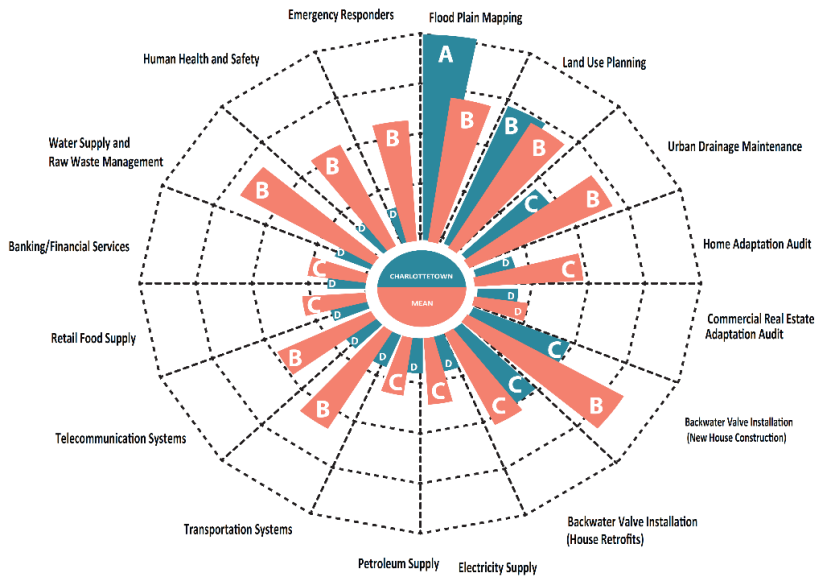 Emergency Responders
Flood Plain Mapping
Human Health and Safety
Land Use Planning
Water Supply and
Raw Waste Management
Urban Drainage Maintenance
Banking/Financial Services
Home Adaptation Audit
Retail Food Supply
Commercial Real Estate
Adaptation Audit
Telecommunication Systems
Backwater Valve Installation
(New House Construction)
Transportation Systems
Backwater Valve Installation
(House Retrofits)
Petroleum Supply
Electricity Supply
CHARLOTTETOWN
MEAN
A
B
B
B
C
B
D
C
D
D
C
B
C
C
D
C
D
C
D
B
D
B
D
C
D
C
D
B
D
B
D
B